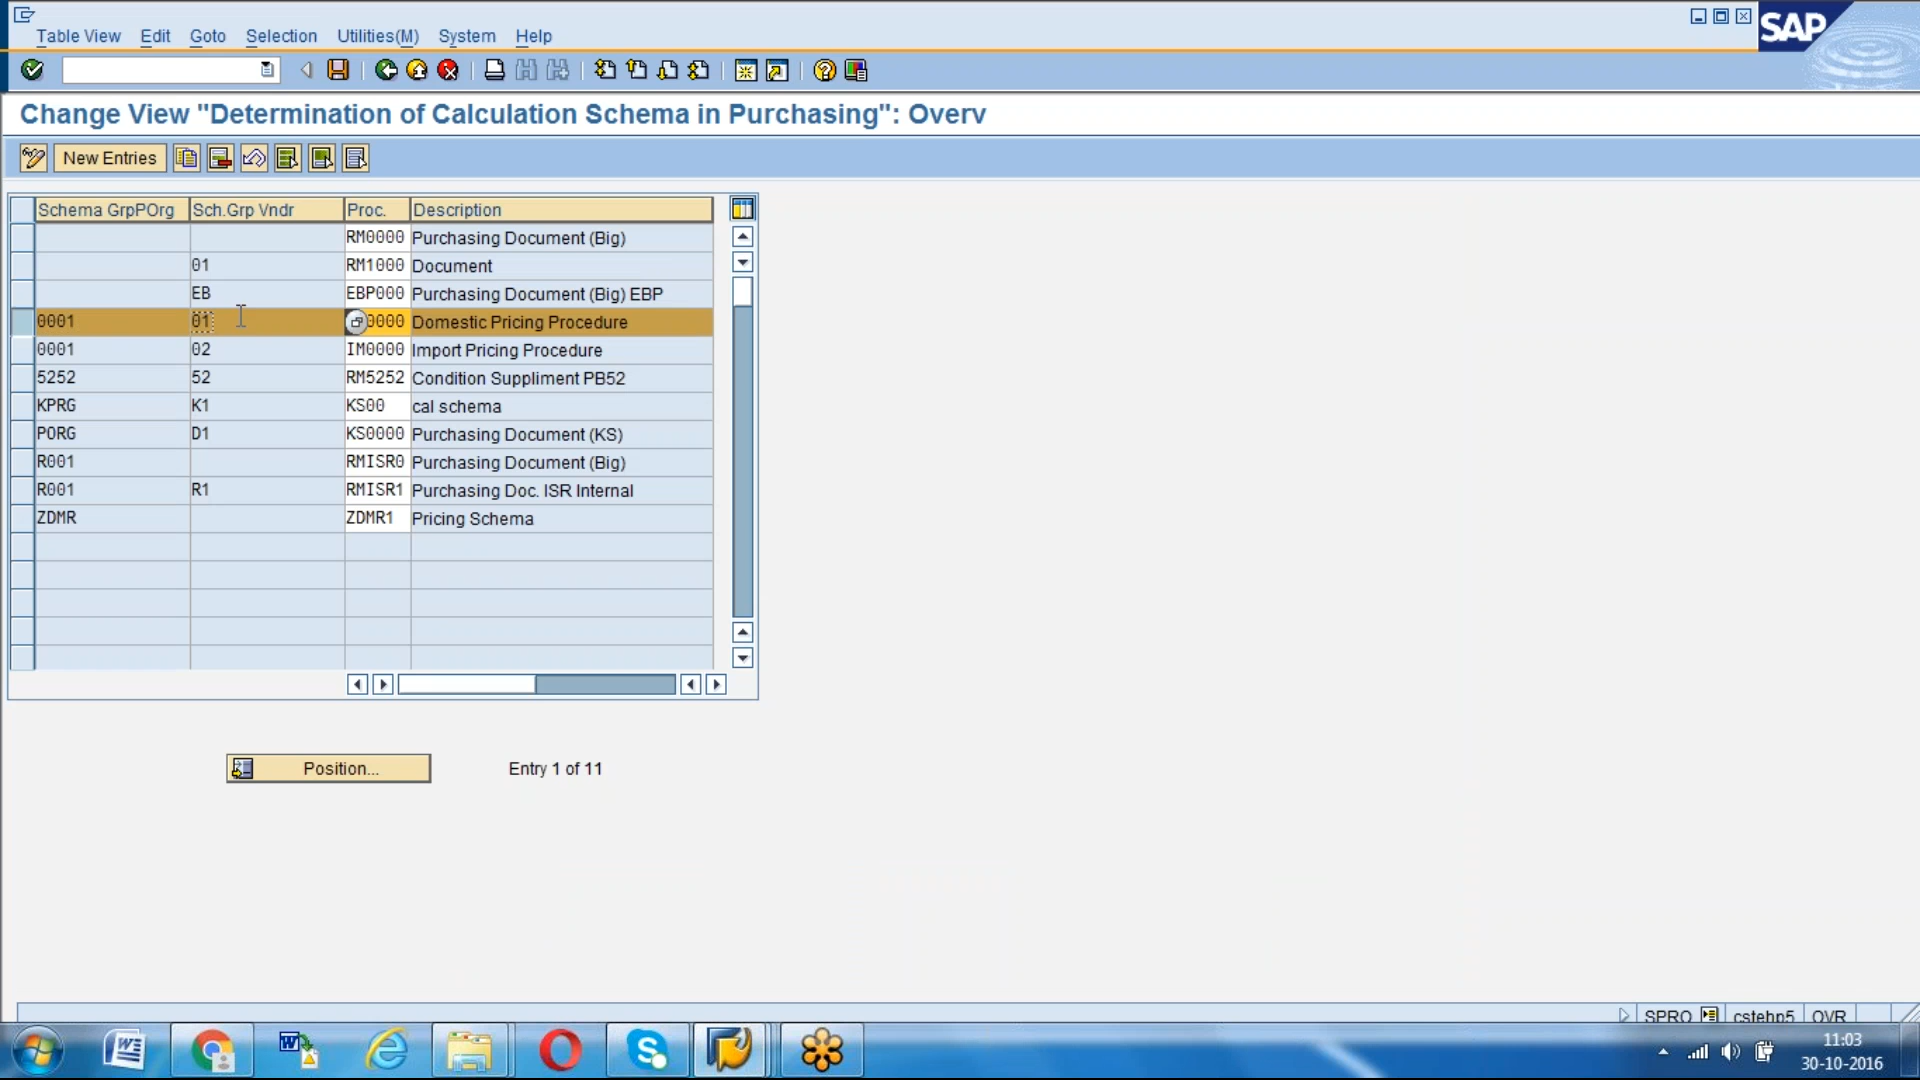 Table View Edit Goto Selection Utilities(M) System Help
SAP
Change View "Determination of Calculation Schema in Purchasing": Overv
New Entries
Schema GrpPOrg Sch.Grp Vndr Proc. Description
RM0000 Purchasing Document (Big)
01 RM1000 Document
EB EBP000 Purchasing Document (Big) EBP
0001 01 0000 Domestic Pricing Procedure
0001 02 IM0000 Import Pricing Procedure
5252 52 RM5252 Condition Suppliment PB52
KPRG K1 KS00 cal schema
PORG D1 KS0000 Purchasing Document (KS)
R001 RMISR0 Purchasing Document (Big)
R001 R1 RMISR1 Purchasing Doc. ISR Internal
ZDMR ZDMR1 Pricing Schema
Position... Entry 1 of 11
SPRO cstehp5 OVR
11:03
30-10-2016